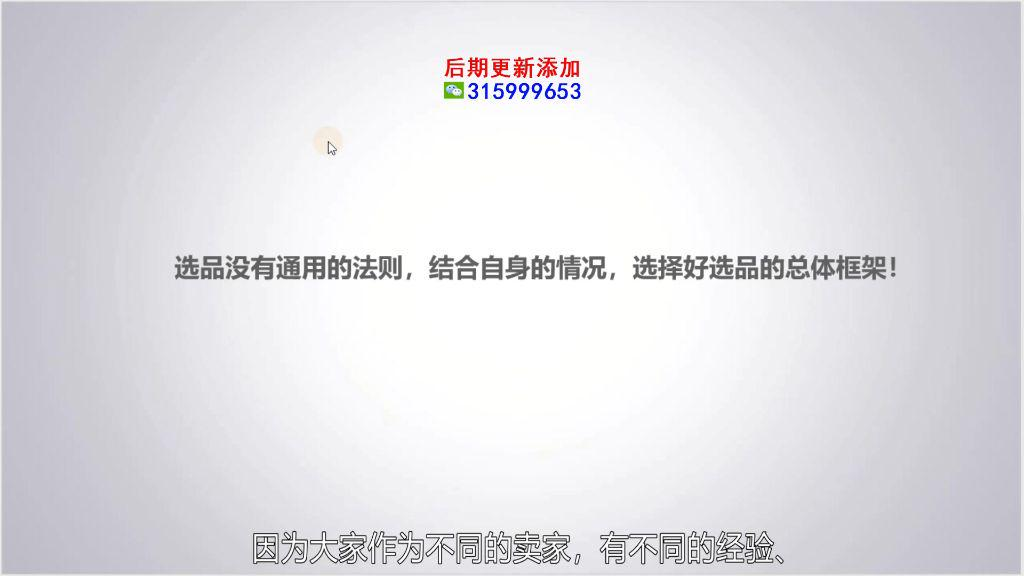 后期更新添加
315999653
选品没有通用的法则，结合自身的情况，选择好选品的总体框架！
因为大家作为不同的卖家，有不同的经验、